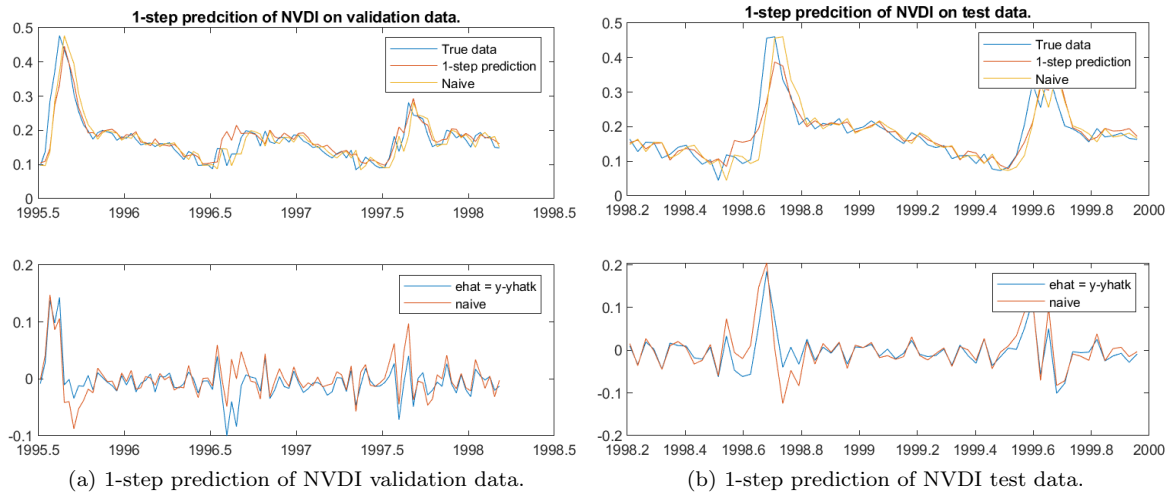 1-step predcition of NVDI on validation data.
0.5
0.4
0.3
0.2
0.1
0
True data
1-step prediction
Naive
1995.5 1996 1996.5 1997 1997.5 1998 1998.5
0.2
0.1
0
-0.1
ehat = y-yhatk
naive
1995.5 1996 1996.5 1997 1997.5 1998 1998.5
(a) 1-step prediction of NVDI validation data.
1-step predcition of NVDI on test data.
0.5
0.4
0.3
0.2
0.1
0
True data
1-step prediction
Naive
1998.2 1998.4 1998.6 1998.8 1999 1999.2 1999.4 1999.6 1999.8 2000
0.2
0.1
0
-0.1
0.2
ehat = y-yhatk
naive
1998.2 1998.4 1998.6 1998.8 1999 1999.2 1999.4 1999.6 1999.8 2000
(b) 1-step prediction of NVDI test data.